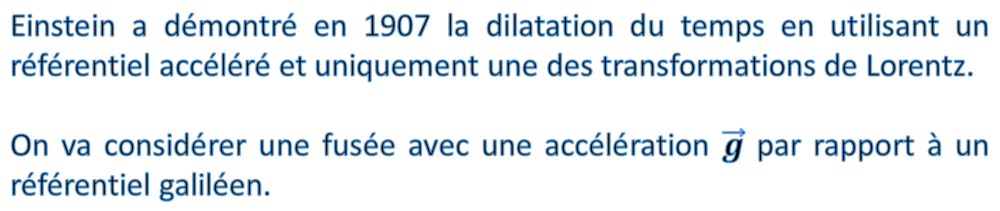 Einstein a démontré en 1907 la dilatation du temps en utilisant un
référentiel accéléré et uniquement une des transformations de Lorentz.
On va considérer une fusée avec une accélération $\vec{g}$ par rapport à un
référentiel galiléen.